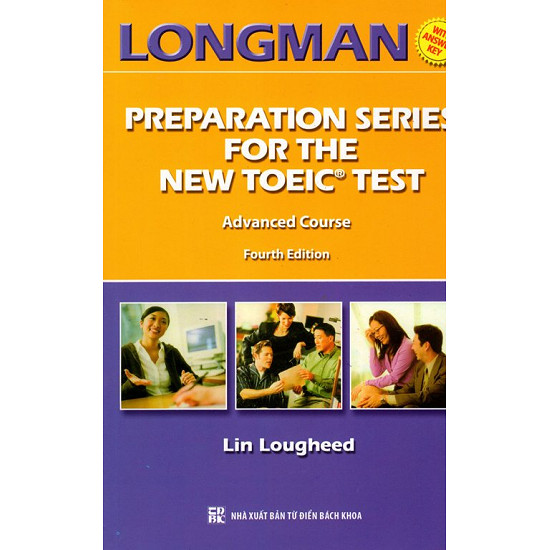 LONGMAN
WITH
ANSWER
KEY
PREPARATION SERIES
FOR THE
NEW TOEIC® TEST
Advanced Course
Fourth Edition
Lin Lougheed
NHÀ XUẤT BẢN TỪ ĐIỂN BÁCH KHOA